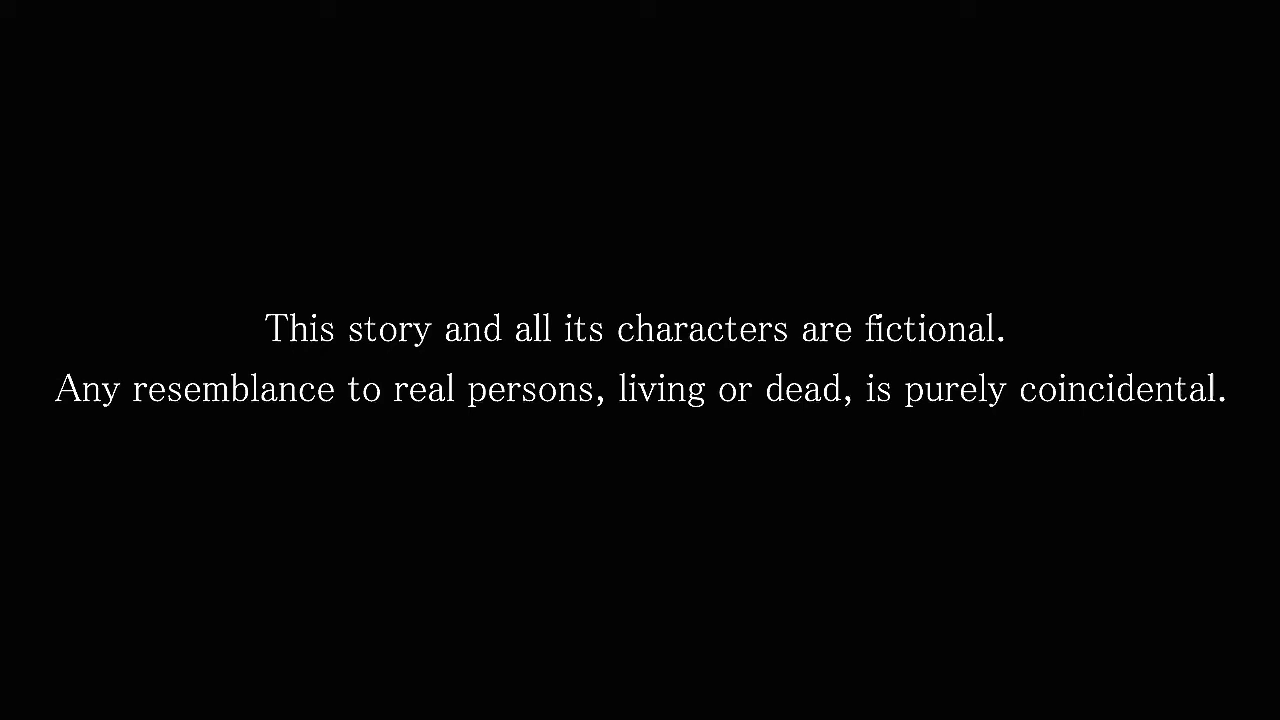 This story and all its characters are fictional.
Any resemblance to real persons, living or dead, is purely coincidental.